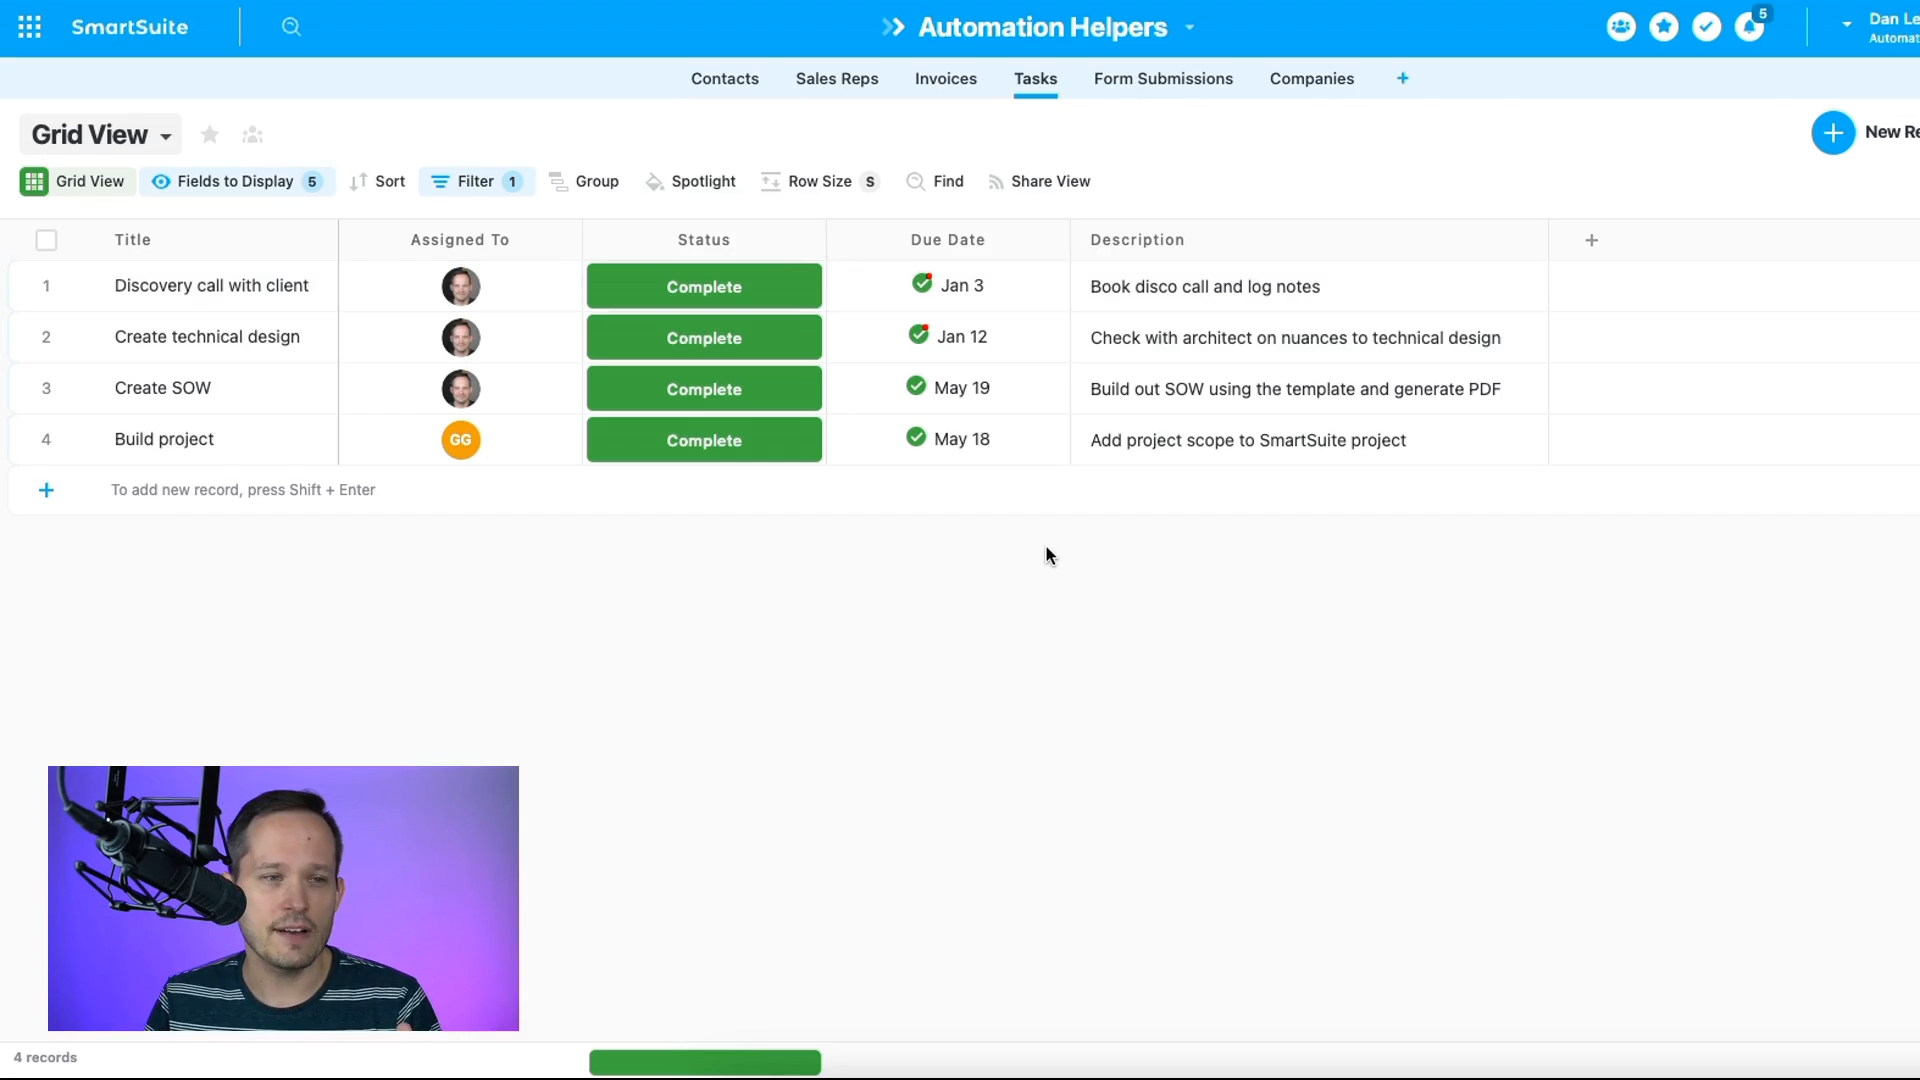 SmartSuite
Automation Helpers
5
Dan Le
Automat
Contacts Sales Reps Invoices Tasks Form Submissions Companies +
Grid View
New Re
Grid View Fields to Display 5 Sort Filter 1 Group Spotlight Row Size S Find Share View
Title Assigned To Status Due Date Description +
1 Discovery call with client Complete Jan 3 Book disco call and log notes
2 Create technical design Complete Jan 12 Check with architect on nuances to technical design
3 Create SOW Complete May 19 Build out SOW using the template and generate PDF
4 Build project GG Complete May 18 Add project scope to SmartSuite project
+ To add new record, press Shift + Enter
4 records